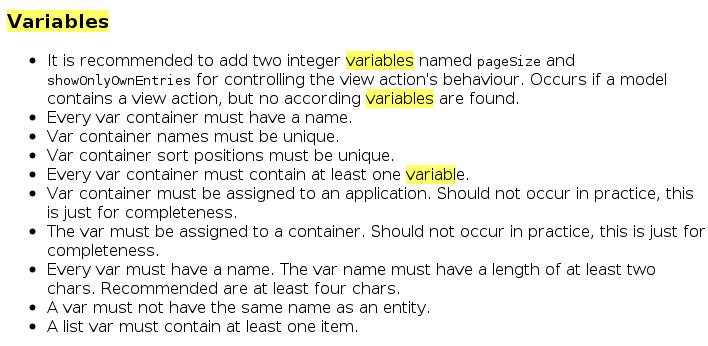 Variables
• It is recommended to add two integer variables named pageSize and
showOnlyOwnEntries for controlling the view action's behaviour. Occurs if a model
contains a view action, but no according variables are found.
• Every var container must have a name.
• Var container names must be unique.
• Var container sort positions must be unique.
• Every var container must contain at least one variable.
• Var container must be assigned to an application. Should not occur in practice, this
is just for completeness.
• The var must be assigned to a container. Should not occur in practice, this is just for
completeness.
• Every var must have a name. The var name must have a length of at least two
chars. Recommended are at least four chars.
• A var must not have the same name as an entity.
• A list var must contain at least one item.